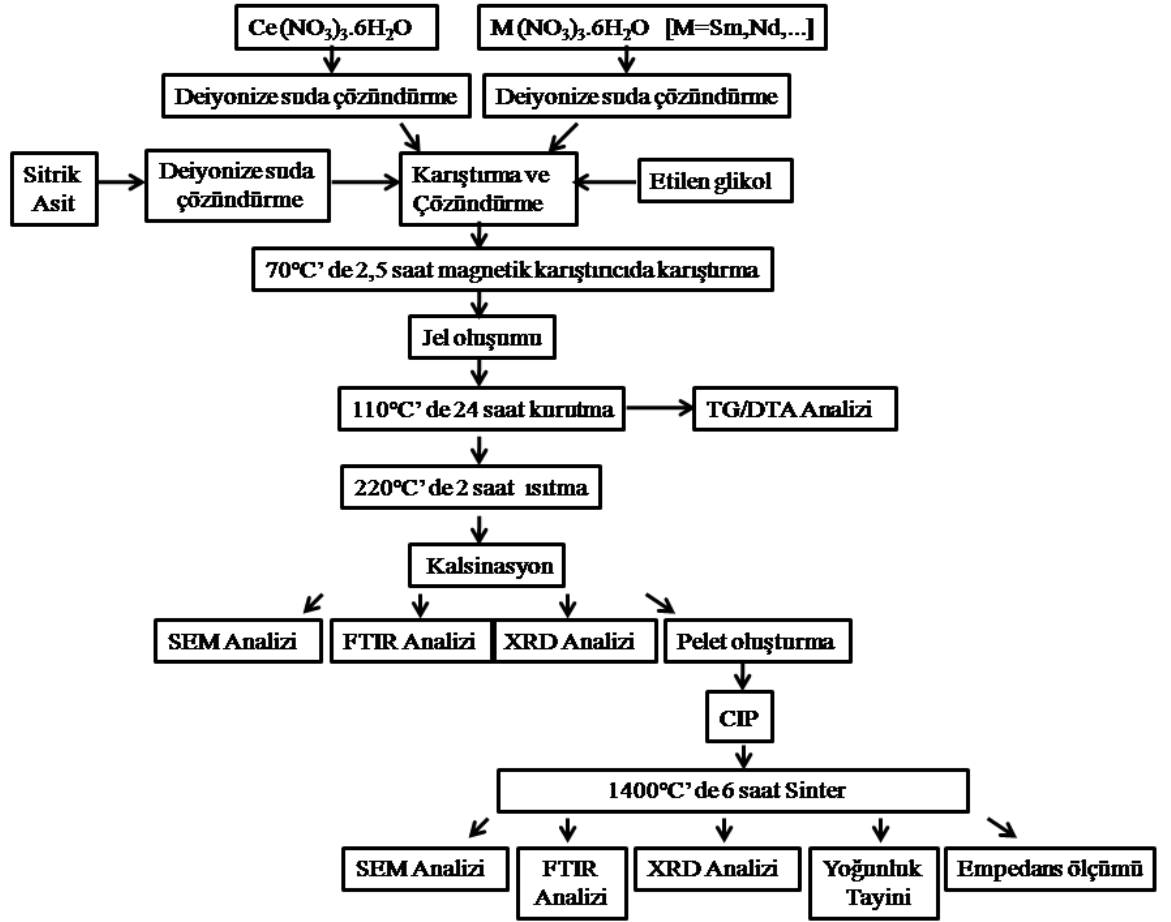 Ce(NO₃)₃.6H₂O
M(NO₃)₃.6H₂O [M=Sm,Nd,...]
Deiyonize suda çözündürme
Deiyonize suda çözündürme
Sitrik
Asit
Deiyonize suda
çözündürme
Karıştırma ve
Çözündürme
Etilen glikol
70°C’ de 2,5 saat magnetik karıştırıcıda karıştırma
Jel oluşumu
110°C’ de 24 saat kurutma
TG/DTA Analizi
220°C’ de 2 saat ısıtma
Kalsinasyon
SEM Analizi
FTIR Analizi
XRD Analizi
Pelet oluşturma
CIP
1400°C’ de 6 saat Sinter
SEM Analizi
FTIR
Analizi
XRD Analizi
Yoğunluk
Tayini
Empedans ölçümü